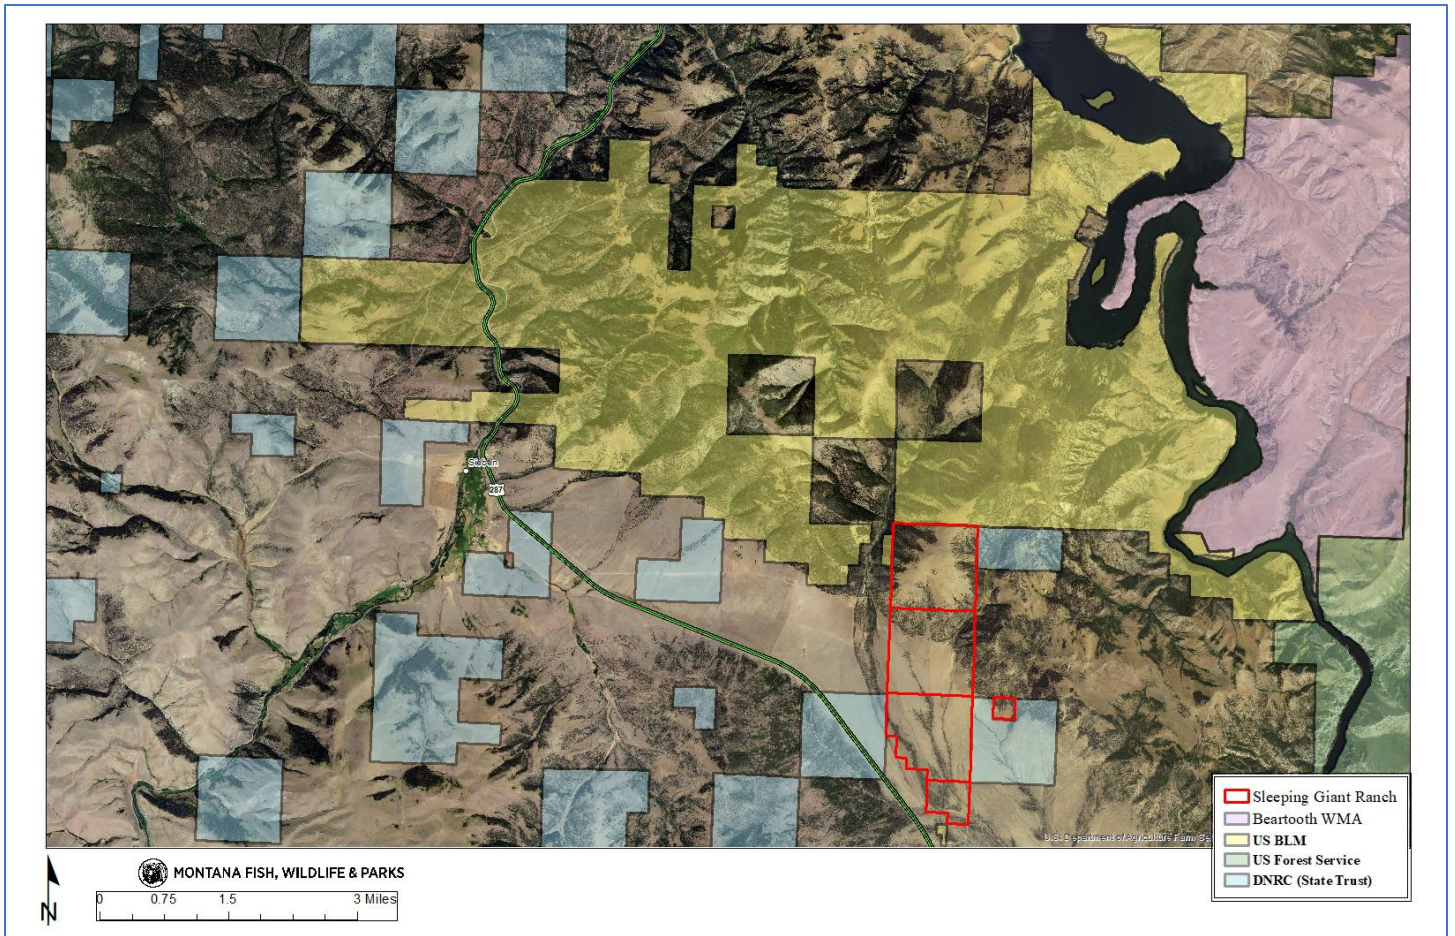 287
U.S. Department of Agriculture Farm Ser
Sleeping Giant Ranch
Beartooth WMA
US BLM
US Forest Service
DNRC (State Trust)
MONTANA FISH, WILDLIFE & PARKS
N
0 0.75 1.5 3 Miles